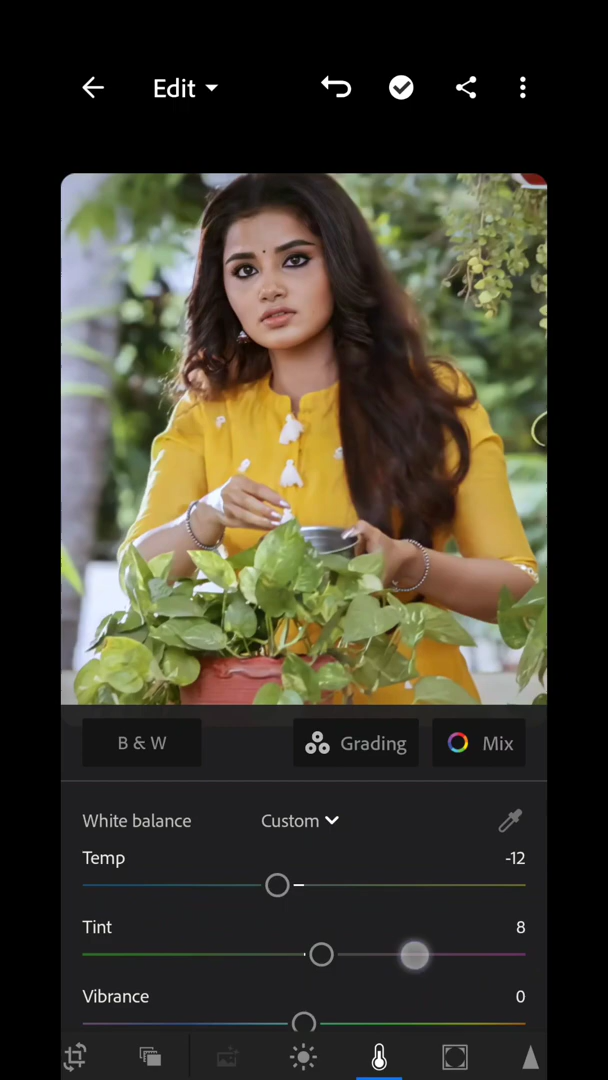 Edit
B & W
Grading
Mix
White balance
Custom
Temp
-12
Tint
8
Vibrance
0